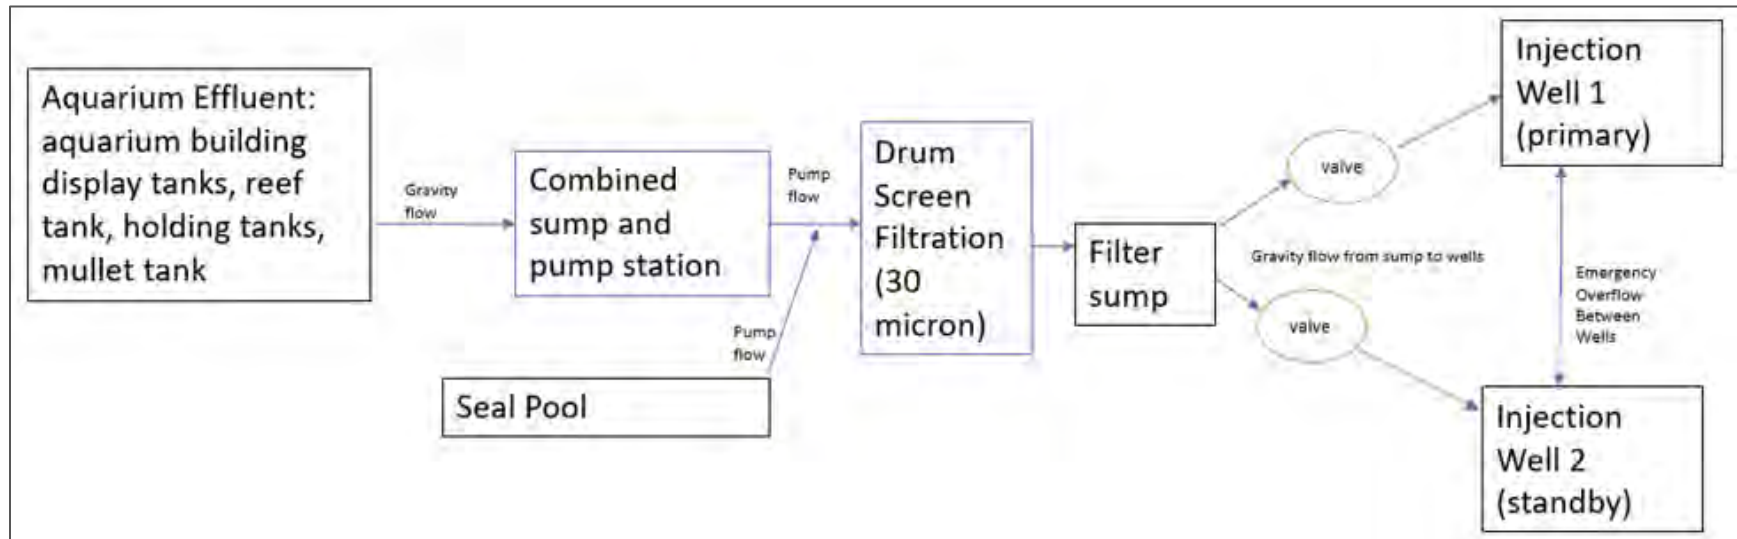 Aquarium Effluent:
aquarium building
display tanks, reef
tank, holding tanks,
mullet tank
Gravity
flow
Combined
sump and
pump station
Pump
flow
Pump
flow
Seal Pool
Drum
Screen
Filtration
(30
micron)
Filter
sump
valve
Gravity flow from sump to wells
valve
Injection
Well 1
(primary)
Emergency
Overflow
Between
Wells
Injection
Well 2
(standby)